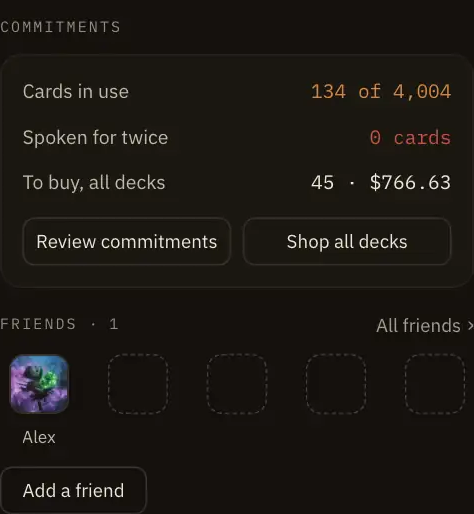 COMMITMENTS
Cards in use 134 of 4,004
Spoken for twice 0 cards
To buy, all decks 45 · $766.63
Review commitments Shop all decks
FRIENDS · 1 All friends ›
Alex
Add a friend